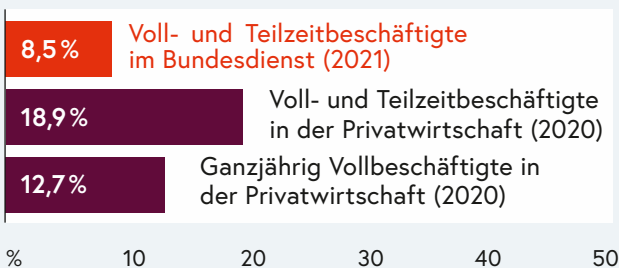 8,5 %
Voll- und Teilzeitbeschäftigte
im Bundesdienst (2021)
18,9 %
Voll- und Teilzeitbeschäftigte
in der Privatwirtschaft (2020)
12,7 %
Ganzjährig Vollbeschäftigte in
der Privatwirtschaft (2020)
% 10 20 30 40 50